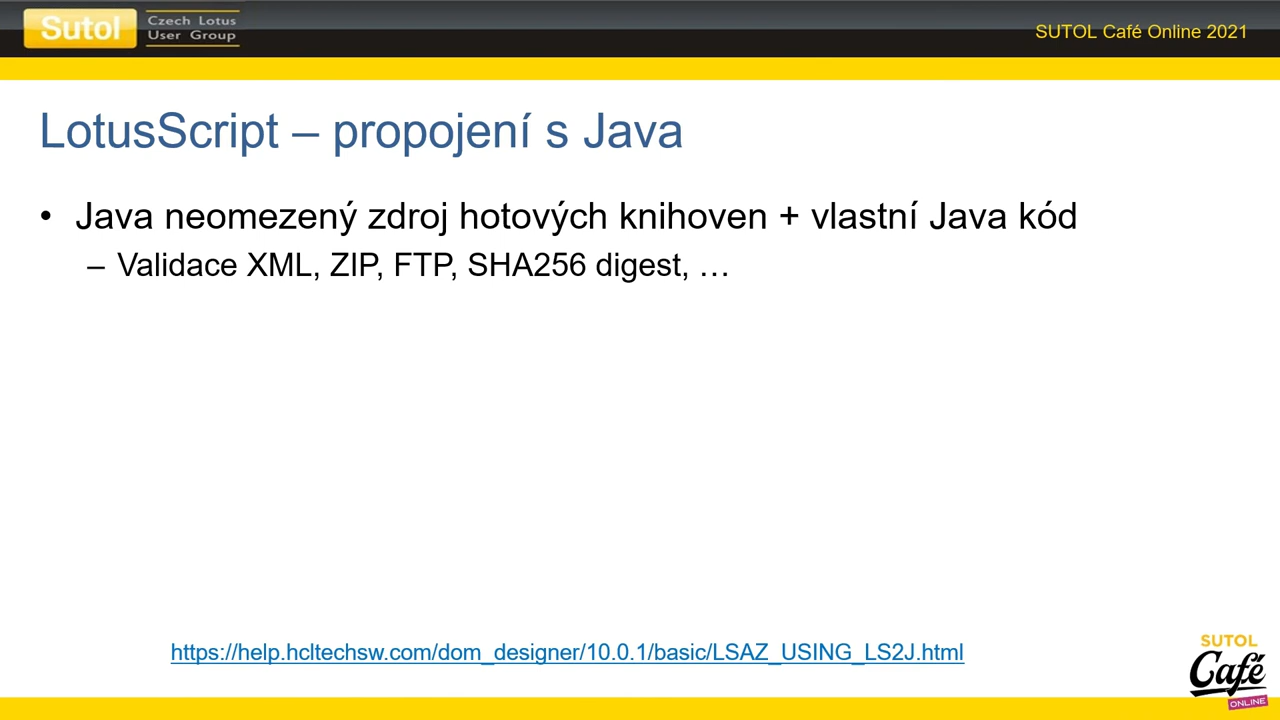 Sutol
Czech Lotus
User Group
SUTOL Café Online 2021
LotusScript – propojení s Java
• Java neomezený zdroj hotových knihoven + vlastní Java kód
– Validace XML, ZIP, FTP, SHA256 digest, …
https://help.hcltechsw.com/dom_designer/10.0.1/basic/LSAZ_USING_LS2J.html
SUTOL
Café
ONLINE